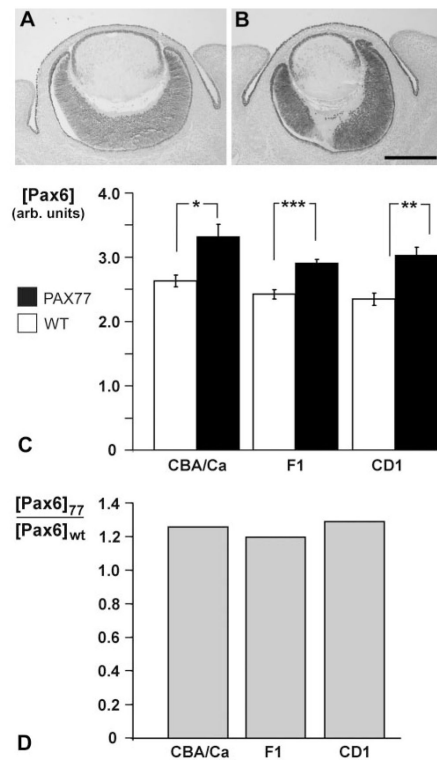 A
B
[Pax6]
(arb. units)
4.0
3.0
2.0
1.0
0
* *** **
PAX77
WT
C
CBA/Ca F1 CD1
[Pax6]77
[Pax6]wt
1.4
1.2
1.0
0.8
0.6
0.4
0.2
0
D
CBA/Ca F1 CD1